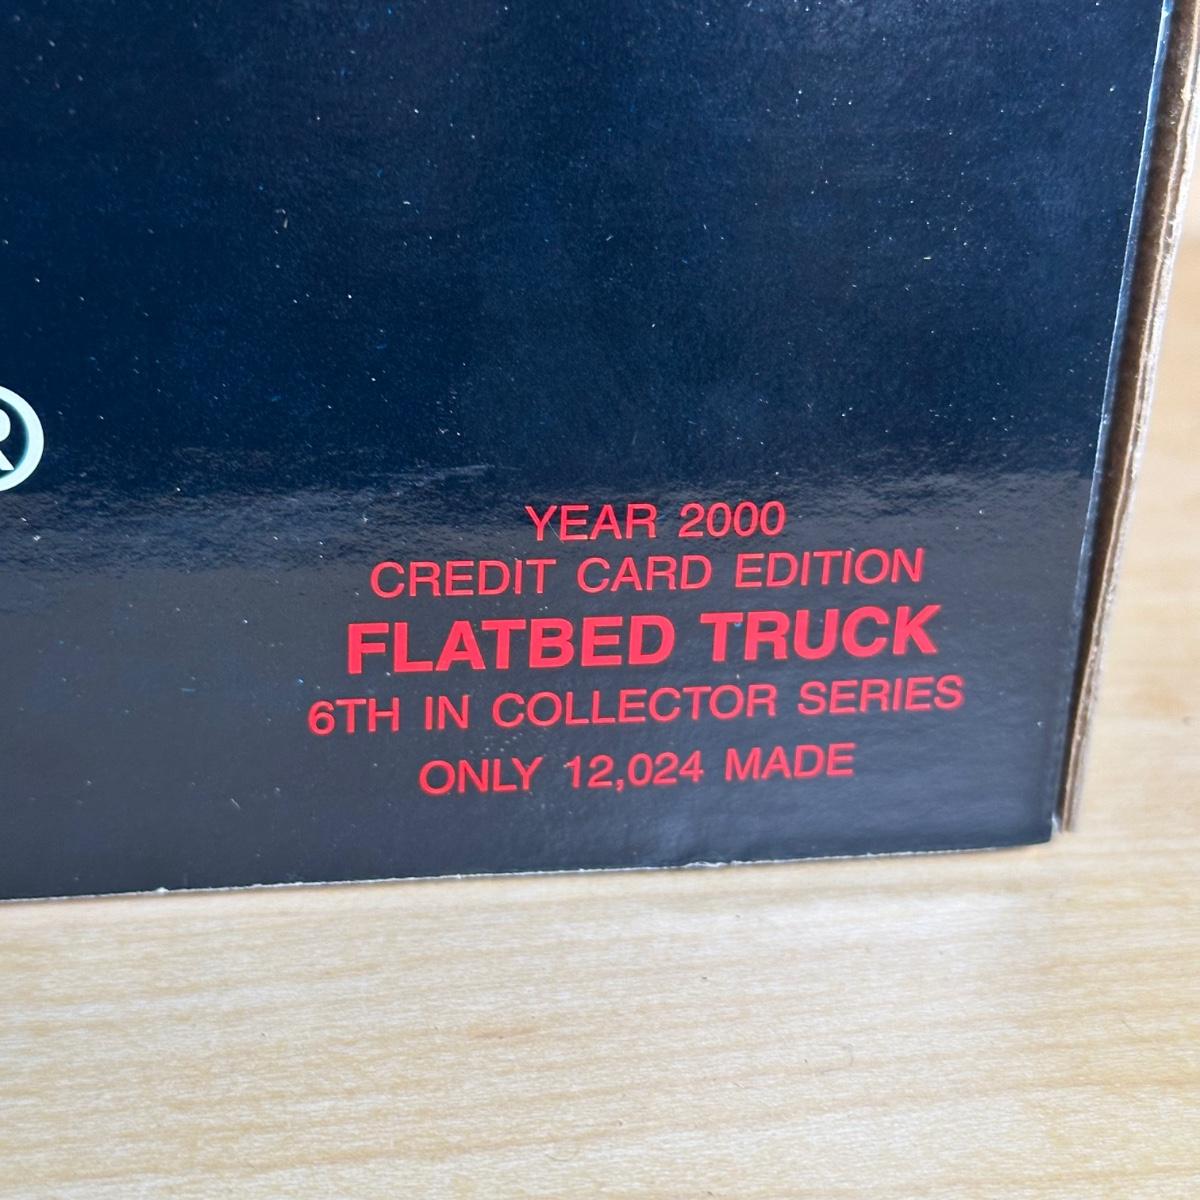 ®
YEAR 2000
CREDIT CARD EDITION
FLATBED TRUCK
6TH IN COLLECTOR SERIES
ONLY 12,024 MADE